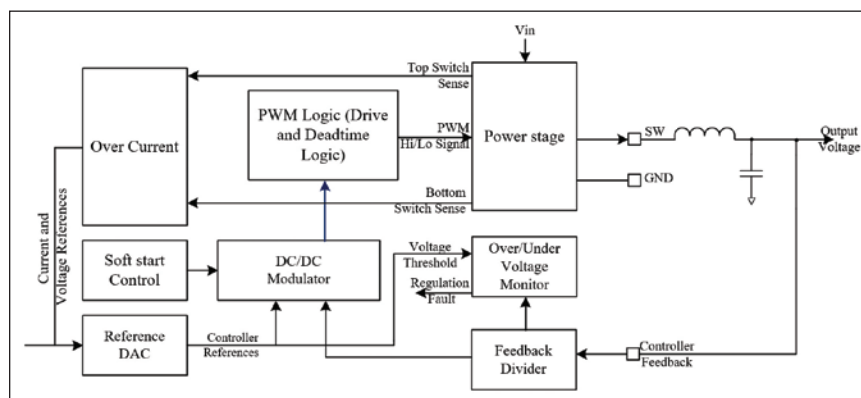 Vin
Top Switch
Sense
Over Current
PWM Logic (Drive
and Deadtime
Logic)
PWM
Hi/Lo Signal
Power stage
SW
Output
Voltage
GND
Bottom
Switch Sense
Current and
Voltage References
Soft start
Control
DC/DC
Modulator
Voltage
Threshold
Regulation
Fault
Over/Under
Voltage
Monitor
Reference
DAC
Controller
References
Feedback
Divider
Controller
Feedback